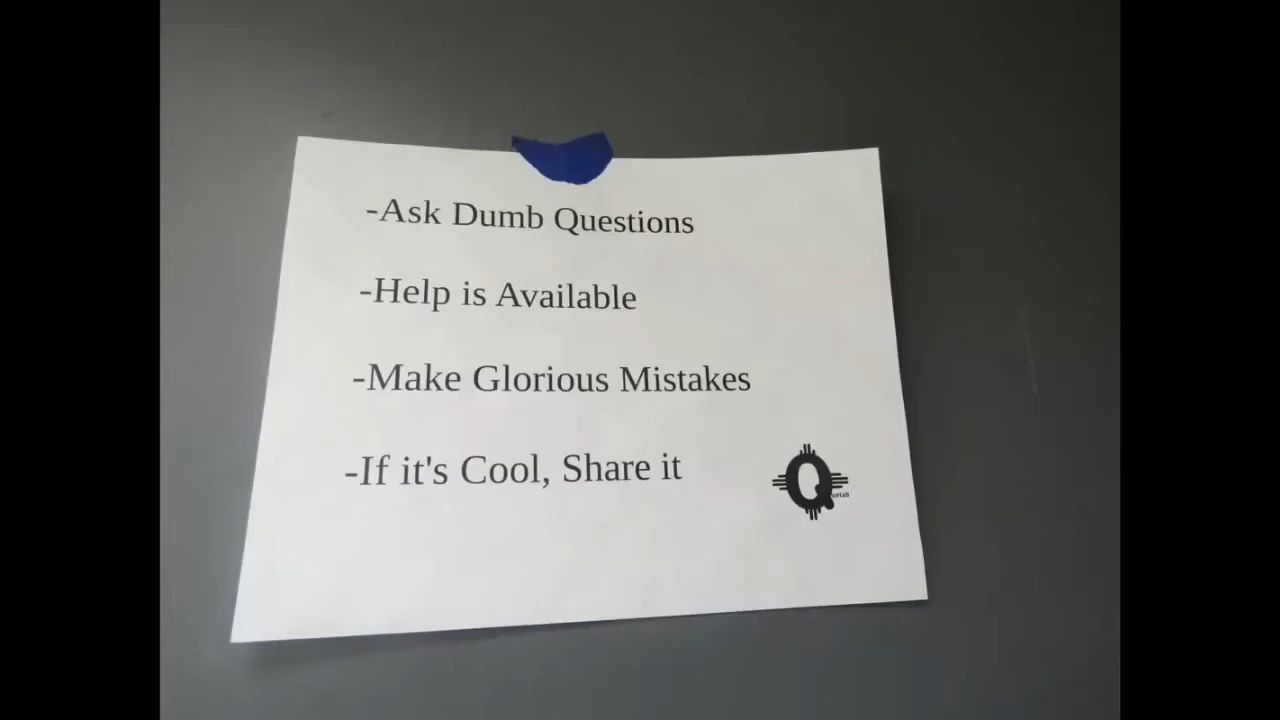 -Ask Dumb Questions
-Help is Available
-Make Glorious Mistakes
-If it's Cool, Share it
Q